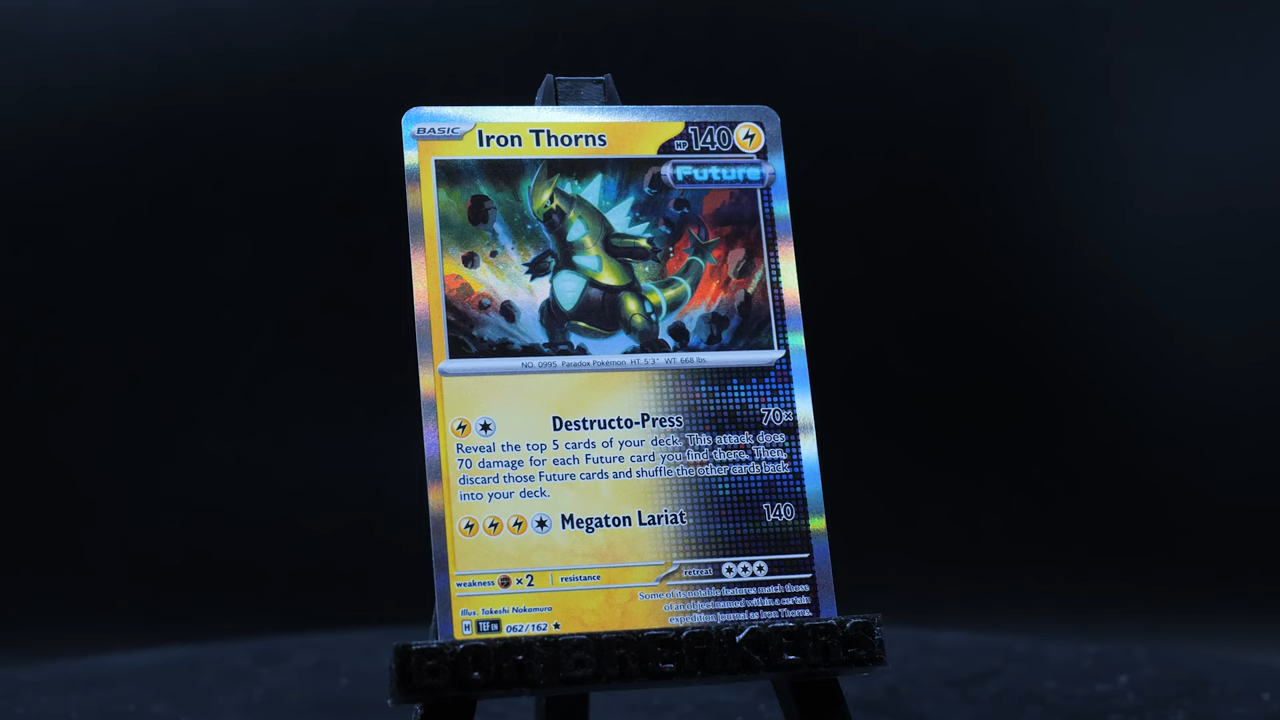 BASIC Iron Thorns HP 140
Future
NO. 0995 Paradox Pokémon HT: 5'3" WT: 668 lbs.
Destructo-Press 70×
Reveal the top 5 cards of your deck. This attack does
70 damage for each Future card you find there. Then,
discard those Future cards and shuffle the other cards back
into your deck.
Megaton Lariat 140
weakness ×2 resistance
retreat
Illus. Takeshi Nakamura
H TEF EN 062/162
Some of its notable features match those
of an object named within a certain
expedition journal as Iron Thorns.